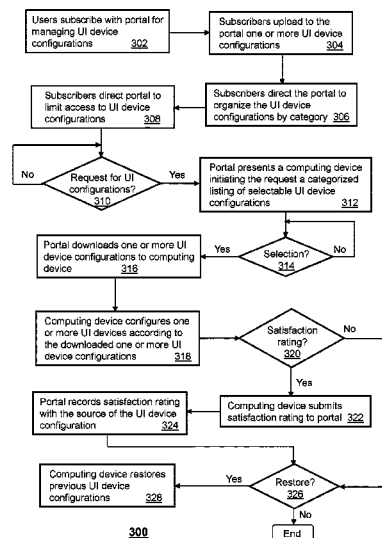 Users subscribe with portal for
managing UI device
configurations 302
Subscribers upload to the
portal one or more UI device
configurations 304
Subscribers direct portal to
limit access to UI device
configurations 308
Subscribers direct the portal to
organize the UI device
configurations by category 306
No
Request for UI
configurations?
310
Yes
Portal presents a computing device
initiating the request a categorized
listing of selectable UI device
configurations 312
Portal downloads one or more UI
device configurations to computing
device 316
Yes
Selection?
314
No
Computing device configures one
or more UI devices according to
the downloaded one or more UI
device configurations 318
Satisfaction
rating?
320
No
Yes
Portal records satisfaction rating
with the source of the UI device
configuration 324
Computing device submits
satisfaction rating to portal 322
Computing device restores
previous UI device
configurations 328
Yes
Restore?
326
No
300
End